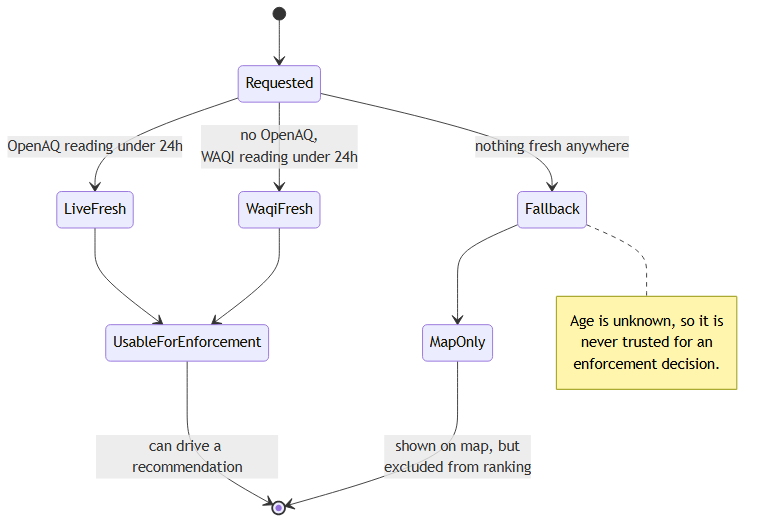 Requested
OpenAQ reading under 24h
no OpenAQ,
WAQI reading under 24h
nothing fresh anywhere
LiveFresh
WaqiFresh
Fallback
UsableForEnforcement
MapOnly
Age is unknown, so it is
never trusted for an
enforcement decision.
can drive a
recommendation
shown on map, but
excluded from ranking